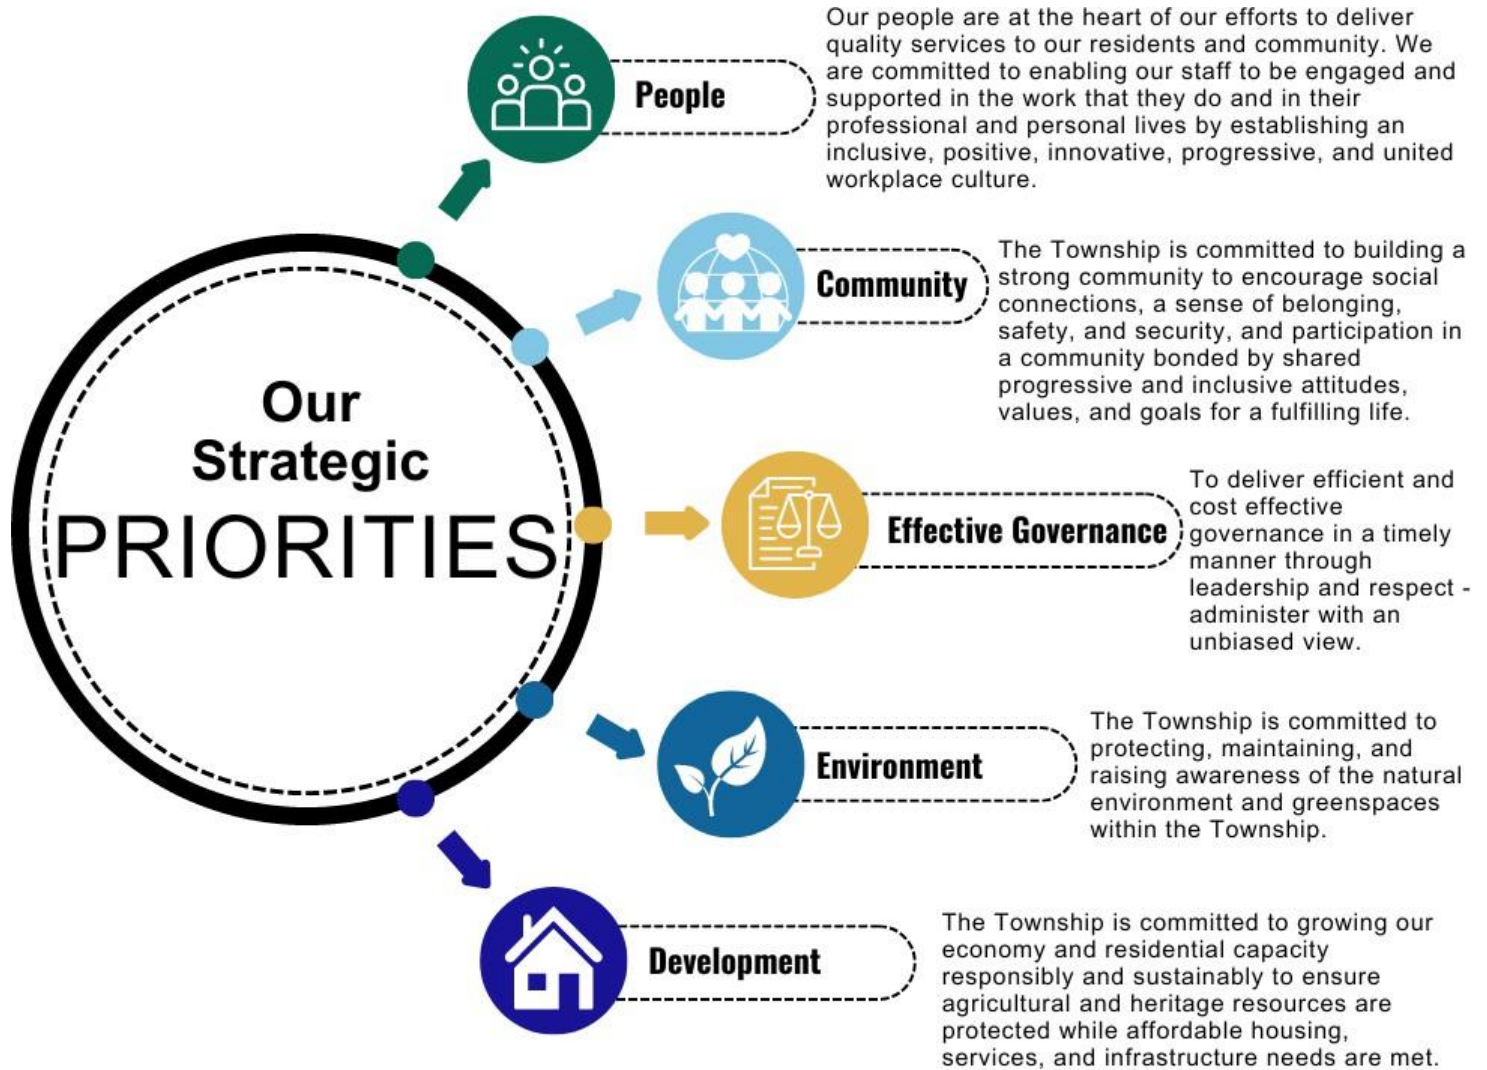 Our
Strategic
PRIORITIES
People
Our people are at the heart of our efforts to deliver
quality services to our residents and community. We
are committed to enabling our staff to be engaged and
supported in the work that they do and in their
professional and personal lives by establishing an
inclusive, positive, innovative, progressive, and united
workplace culture.
Community
The Township is committed to building a
strong community to encourage social
connections, a sense of belonging,
safety, and security, and participation in
a community bonded by shared
progressive and inclusive attitudes,
values, and goals for a fulfilling life.
Effective Governance
To deliver efficient and
cost effective
governance in a timely
manner through
leadership and respect -
administer with an
unbiased view.
Environment
The Township is committed to
protecting, maintaining, and
raising awareness of the natural
environment and greenspaces
within the Township.
Development
The Township is committed to growing our
economy and residential capacity
responsibly and sustainably to ensure
agricultural and heritage resources are
protected while affordable housing,
services, and infrastructure needs are met.